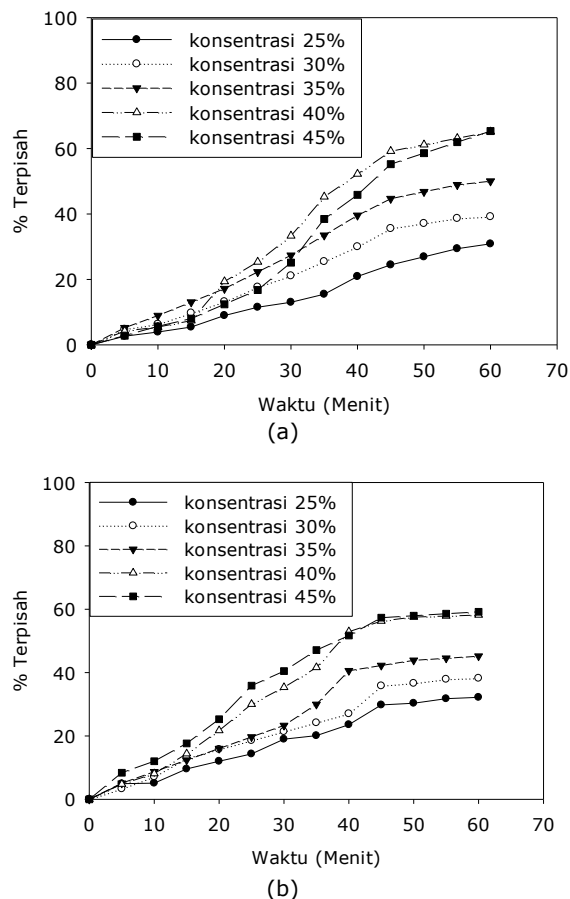 100
80
60
40
20
0
% Terpisah
konsentrasi 25%
konsentrasi 30%
konsentrasi 35%
konsentrasi 40%
konsentrasi 45%
0 10 20 30 40 50 60 70
Waktu (Menit)
(a)
100
80
60
40
20
0
% Terpisah
konsentrasi 25%
konsentrasi 30%
konsentrasi 35%
konsentrasi 40%
konsentrasi 45%
0 10 20 30 40 50 60 70
Waktu (Menit)
(b)